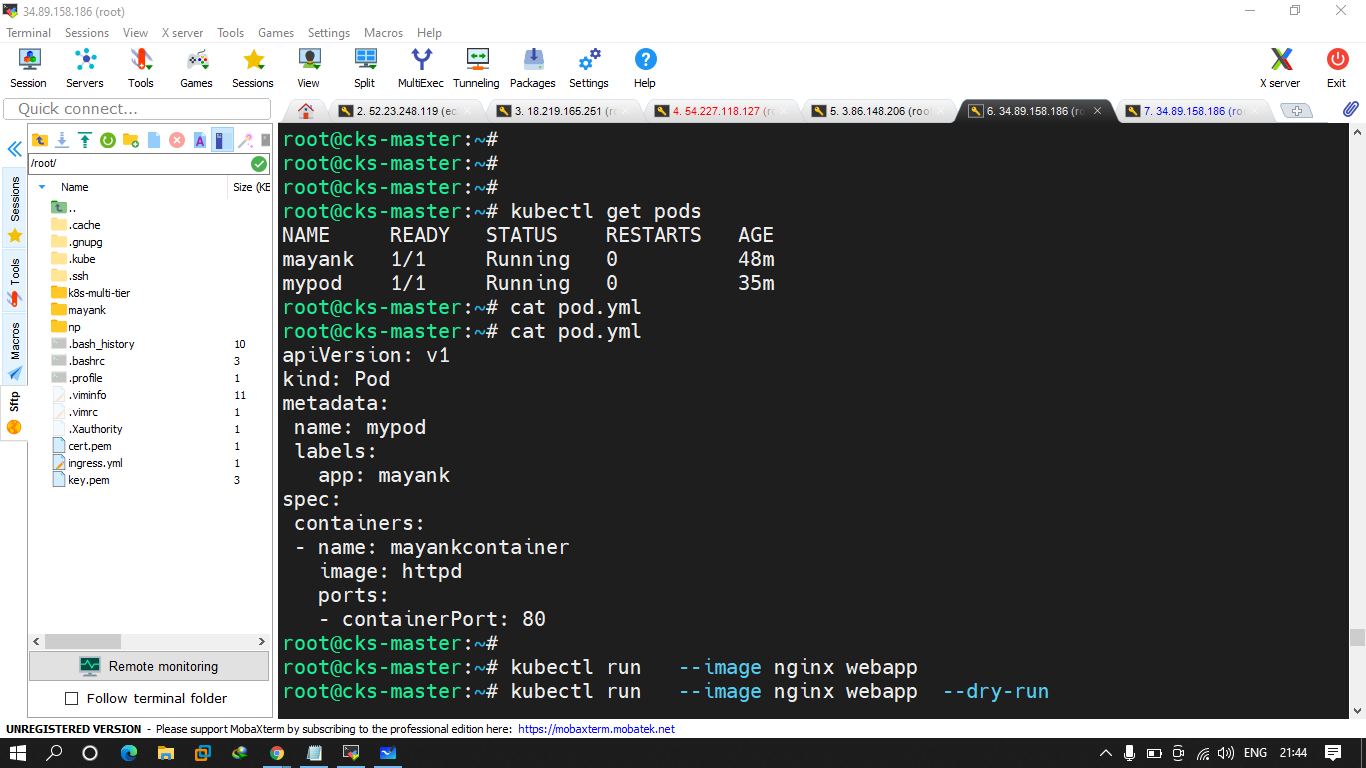 34.89.158.186 (root)
Terminal Sessions View X server Tools Games Settings Macros Help
Session Servers Tools Games Sessions View Split MultiExec Tunneling Packages Settings Help X server Exit
Quick connect...
2. 52.23.248.119 (ec
3. 18.219.165.251 (ro
4. 54.227.118.127 (ro
5. 3.86.148.206 (root
6. 34.89.158.186 (ro
7. 34.89.158.186 (ro
/root/
Name Size (KB
..
.cache
.gnupg
.kube
.ssh
k8s-multi-tier
mayank
np
.bash_history 10
.bashrc 3
.profile 1
.viminfo 11
.vimrc 1
.Xauthority 1
cert.pem 1
ingress.yml 1
key.pem 3
Sessions
Tools
Macros
Sftp
Remote monitoring
Follow terminal folder
root@cks-master:~#
root@cks-master:~#
root@cks-master:~#
root@cks-master:~# kubectl get pods
NAME READY STATUS RESTARTS AGE
mayank 1/1 Running 0 48m
mypod 1/1 Running 0 35m
root@cks-master:~# cat pod.yml
root@cks-master:~# cat pod.yml
apiVersion: v1
kind: Pod
metadata:
 name: mypod
 labels:
   app: mayank
spec:
 containers:
 - name: mayankcontainer
   image: httpd
   ports:
   - containerPort: 80
root@cks-master:~#
root@cks-master:~# kubectl run   --image nginx webapp
root@cks-master:~# kubectl run   --image nginx webapp  --dry-run
UNREGISTERED VERSION - Please support MobaXterm by subscribing to the professional edition here: https://mobaxterm.mobatek.net
ENG 21:44